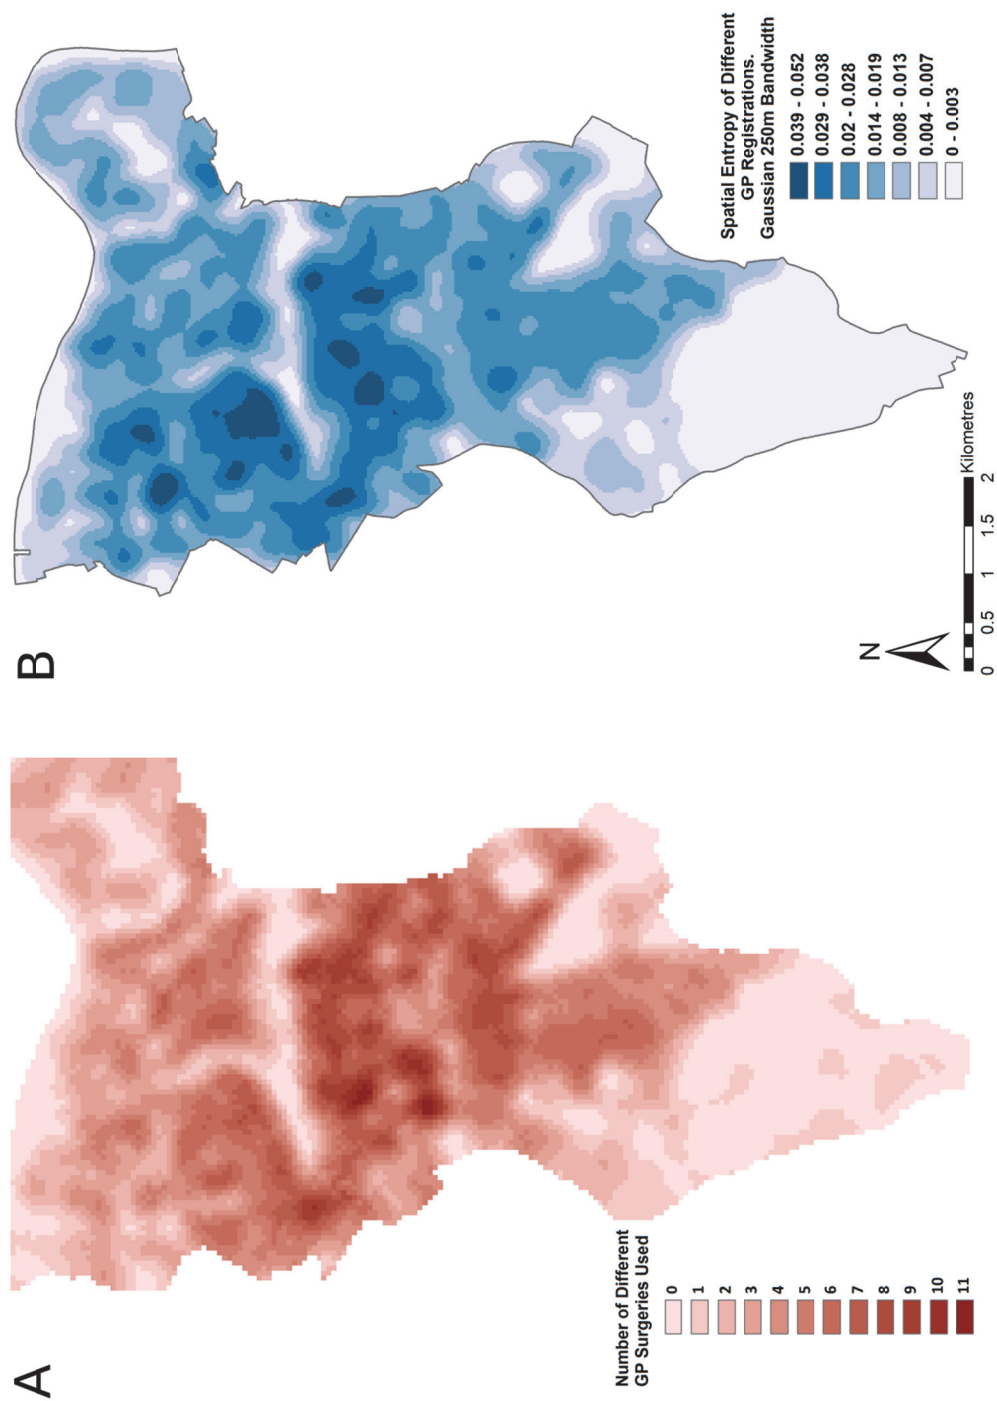 A
Number of Different
GP Surgeries Used
0
1
2
3
4
5
6
7
8
9
10
11
B
N
0 0.5 1 1.5 2
Kilometres
Spatial Entropy of Different
GP Registrations.
Gaussian 250m Bandwidth
0.039 - 0.052
0.029 - 0.038
0.02 - 0.028
0.014 - 0.019
0.008 - 0.013
0.004 - 0.007
0 - 0.003